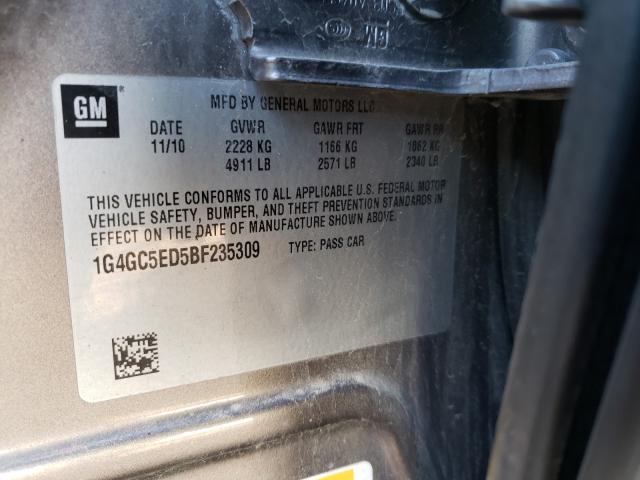 GM
GM ®
MFD BY GENERAL MOTORS LLC
DATE GVWR GAWR FRT GAWR RR
11/10 2228 KG 1166 KG 1062 KG
4911 LB 2571 LB 2340 LB
THIS VEHICLE CONFORMS TO ALL APPLICABLE U.S. FEDERAL MOTOR
VEHICLE SAFETY, BUMPER, AND THEFT PREVENTION STANDARDS IN
EFFECT ON THE DATE OF MANUFACTURE SHOWN ABOVE.
1G4GC5ED5BF235309 TYPE: PASS CAR